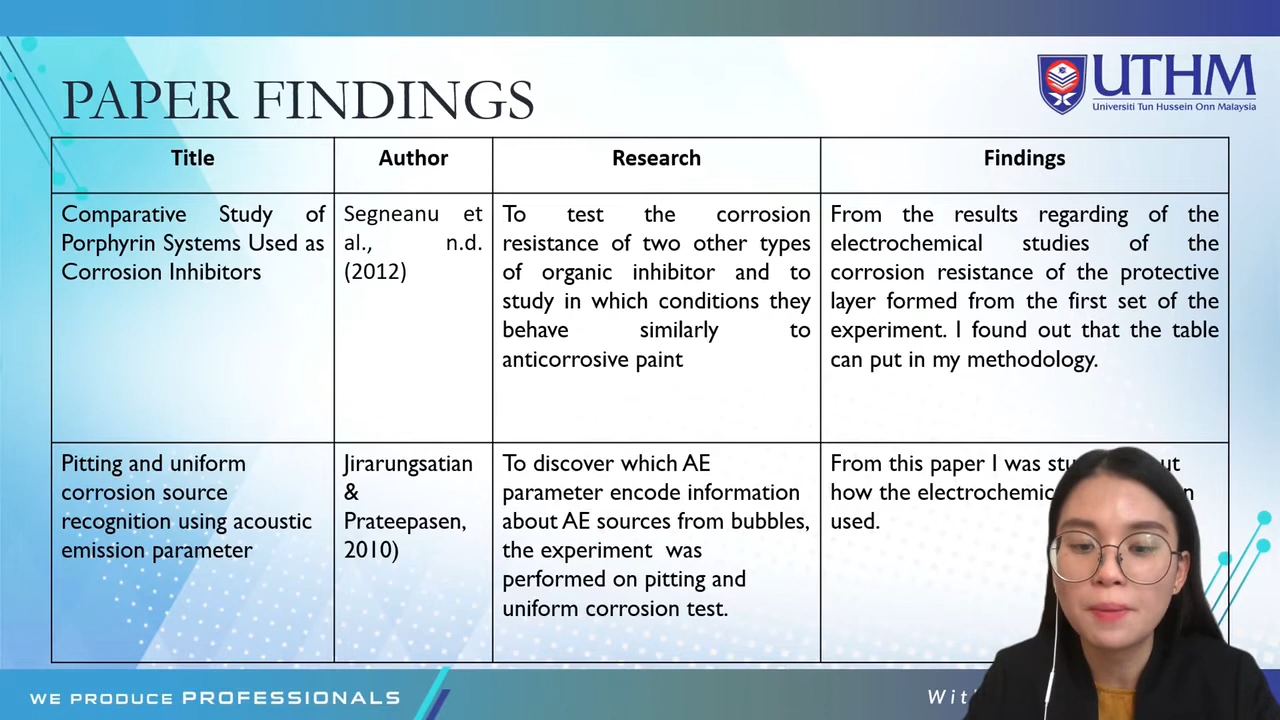 PAPER FINDINGS
UTHM
Universiti Tun Hussein Onn Malaysia
Title
Author
Research
Findings
Comparative Study of
Porphyrin Systems Used as
Corrosion Inhibitors
Segneanu et
al., n.d.
(2012)
To test the corrosion
resistance of two other types
of organic inhibitor and to
study in which conditions they
behave similarly to
anticorrosive paint
From the results regarding of the
electrochemical studies of the
corrosion resistance of the protective
layer formed from the first set of the
experiment. I found out that the table
can put in my methodology.
Pitting and uniform
corrosion source
recognition using acoustic
emission parameter
Jirarungsatian
&
Prateepasen,
2010)
To discover which AE
parameter encode information
about AE sources from bubbles,
the experiment was
performed on pitting and
uniform corrosion test.
From this paper I was
how the
used.
WE PRODUCE PROFESSIONALS